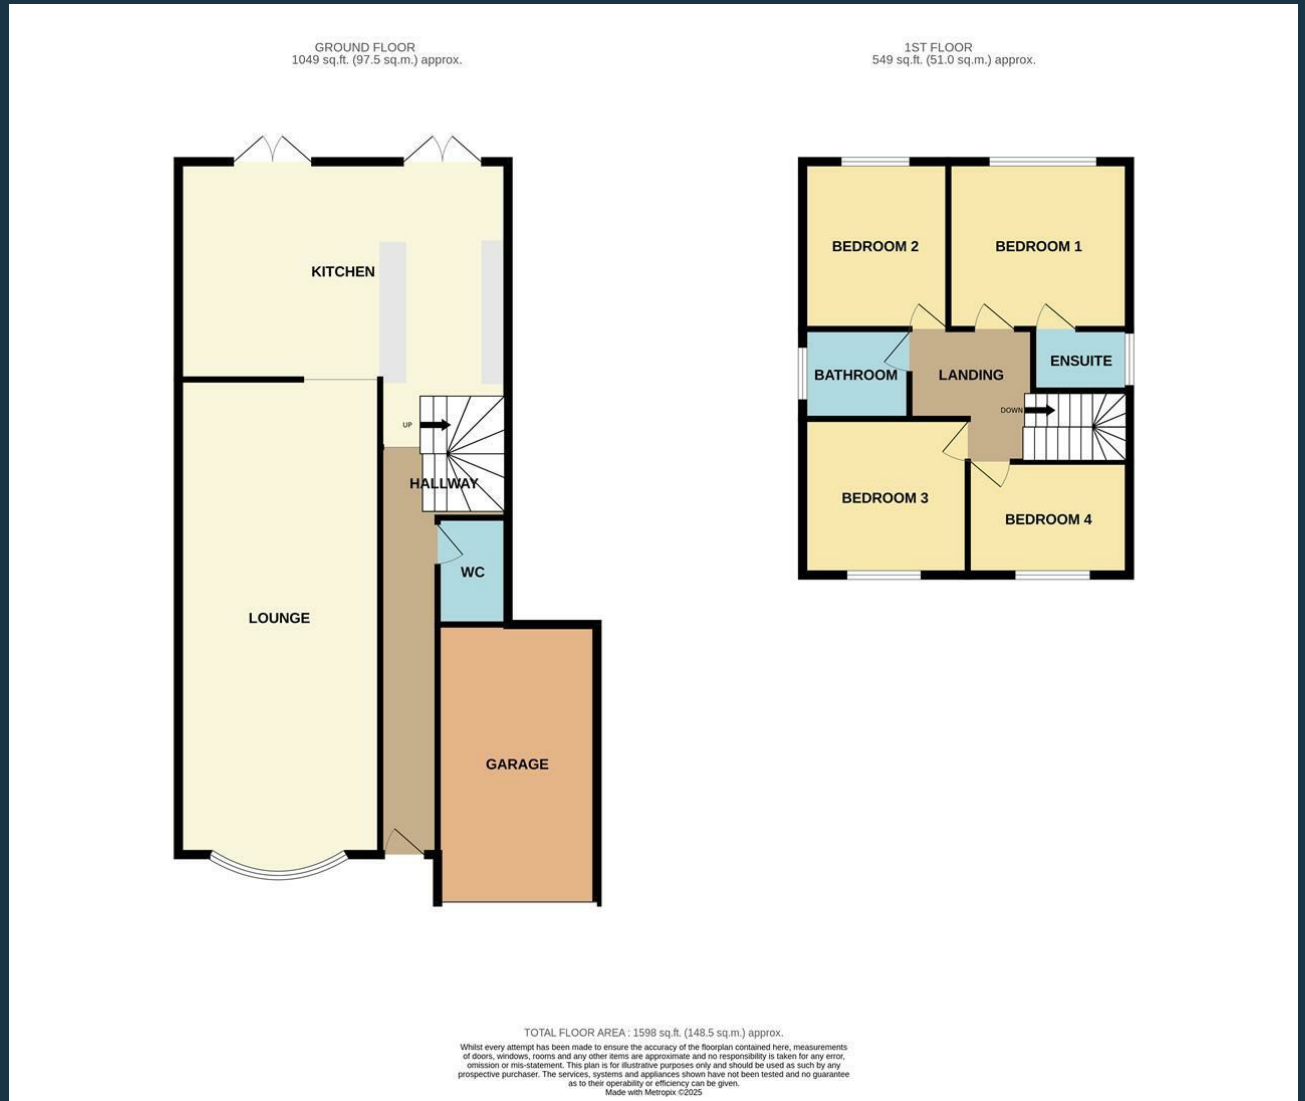 GROUND FLOOR
1049 sq.ft. (97.5 sq.m.) approx.
1ST FLOOR
549 sq.ft. (51.0 sq.m.) approx.
KITCHEN
UP
HALLWAY
WC
LOUNGE
GARAGE
BEDROOM 2
BEDROOM 1
BATHROOM
LANDING
ENSUITE
DOWN
BEDROOM 3
BEDROOM 4
TOTAL FLOOR AREA : 1598 sq.ft. (148.5 sq.m.) approx.
Whilst every attempt has been made to ensure the accuracy of the floorplan contained here, measurements
of doors, windows, rooms and any other items are approximate and no responsibility is taken for any error,
omission or mis-statement. This plan is for illustrative purposes only and should be used as such by any
prospective purchaser. The services, systems and appliances shown have not been tested and no guarantee
as to their operability or efficiency can be given.
Made with Metropix ©2025